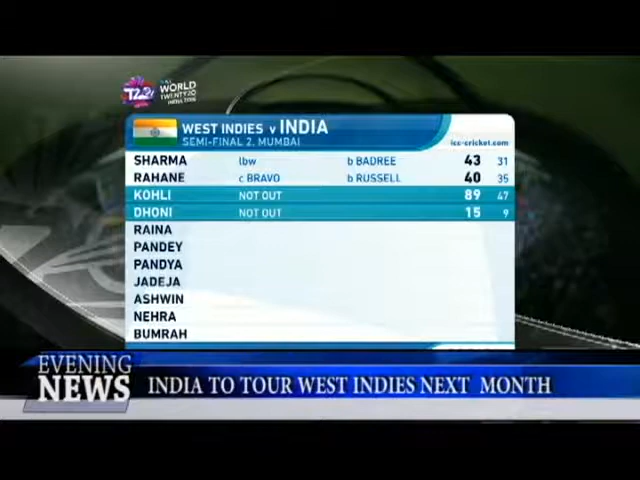 WORLD
TWENTY20
INDIA 2016
WEST INDIES v INDIA
SEMI-FINAL 2, MUMBAI
icc-cricket.com
SHARMA lbw b BADREE 43 31
RAHANE c BRAVO b RUSSELL 40 35
KOHLI NOT OUT 89 47
DHONI NOT OUT 15 9
RAINA
PANDEY
PANDYA
JADEJA
ASHWIN
NEHRA
BUMRAH
EVENING
NEWS
INDIA TO TOUR WEST INDIES NEXT MONTH